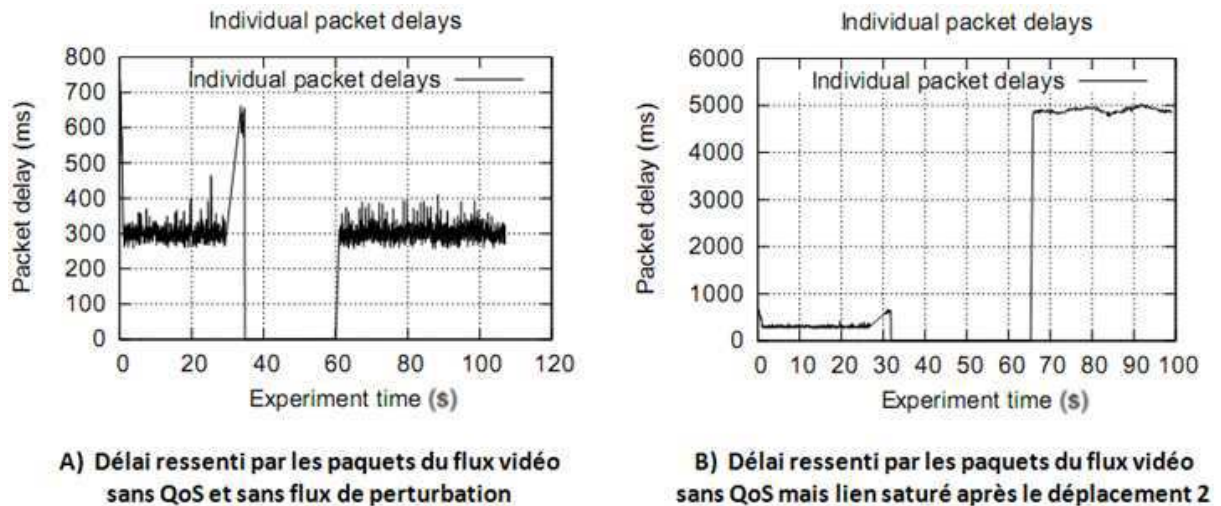 Individual packet delays
Individual packet delays
Packet delay (ms)
800
700
600
500
400
300
200
100
0
0 20 40 60 80 100 120
Experiment time (s)
A) Délai ressenti par les paquets du flux vidéo
sans QoS et sans flux de perturbation
Individual packet delays
Individual packet delays
Packet delay (ms)
6000
5000
4000
3000
2000
1000
0
0 10 20 30 40 50 60 70 80 90 100
Experiment time (s)
B) Délai ressenti par les paquets du flux vidéo
sans QoS mais lien saturé après le déplacement 2